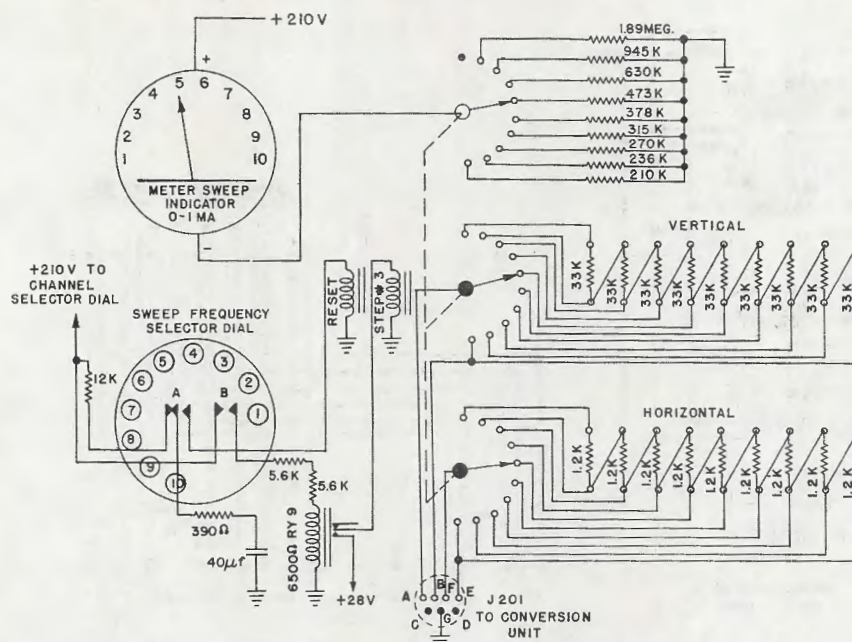 +210V
1.89MEG.
945K
630K
473K
378K
315K
270K
236K
210K
+
1 2 3 4 5 6 7 8 9 10
METER SWEEP
INDICATOR
0-1MA
-
VERTICAL
33K 33K 33K 33K 33K 33K 33K 33K 33K
RESET
STEP#3
+210V TO
CHANNEL
SELECTOR DIAL
SWEEP FREQUENCY
SELECTOR DIAL
12K
1 2 3 4 5 6 7 8 9 10
A B
5.6K
5.6K
390Ω
40μf
6500Ω RY 9
+28V
HORIZONTAL
1.2K 1.2K 1.2K 1.2K 1.2K 1.2K 1.2K 1.2K 1.2K
A B F E
C G D
J201
TO CONVERSION
UNIT